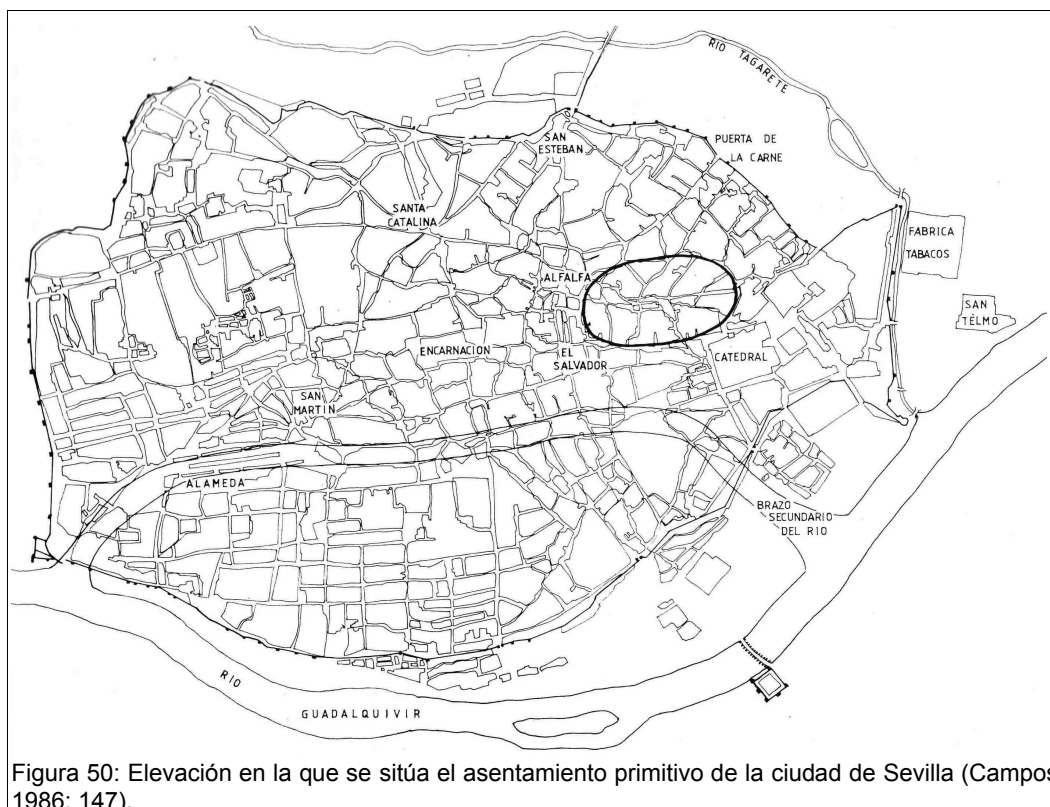 RIO TAGARETE
SAN
ESTEBAN
PUERTA DE
LA CARNE
SANTA
CATALINA
FABRICA
TABACOS
ALFALFA
SAN
TELMO
ENCARNACION
EL
SALVADOR
CATEDRAL
SAN
MARTIN
ALAMEDA
BRAZO
SECUNDARIO
DEL RIO
RIO
GUADALQUIVIR
Figura 50: Elevación en la que se sitúa el asentamiento primitivo de la ciudad de Sevilla (Campos
1986: 147).